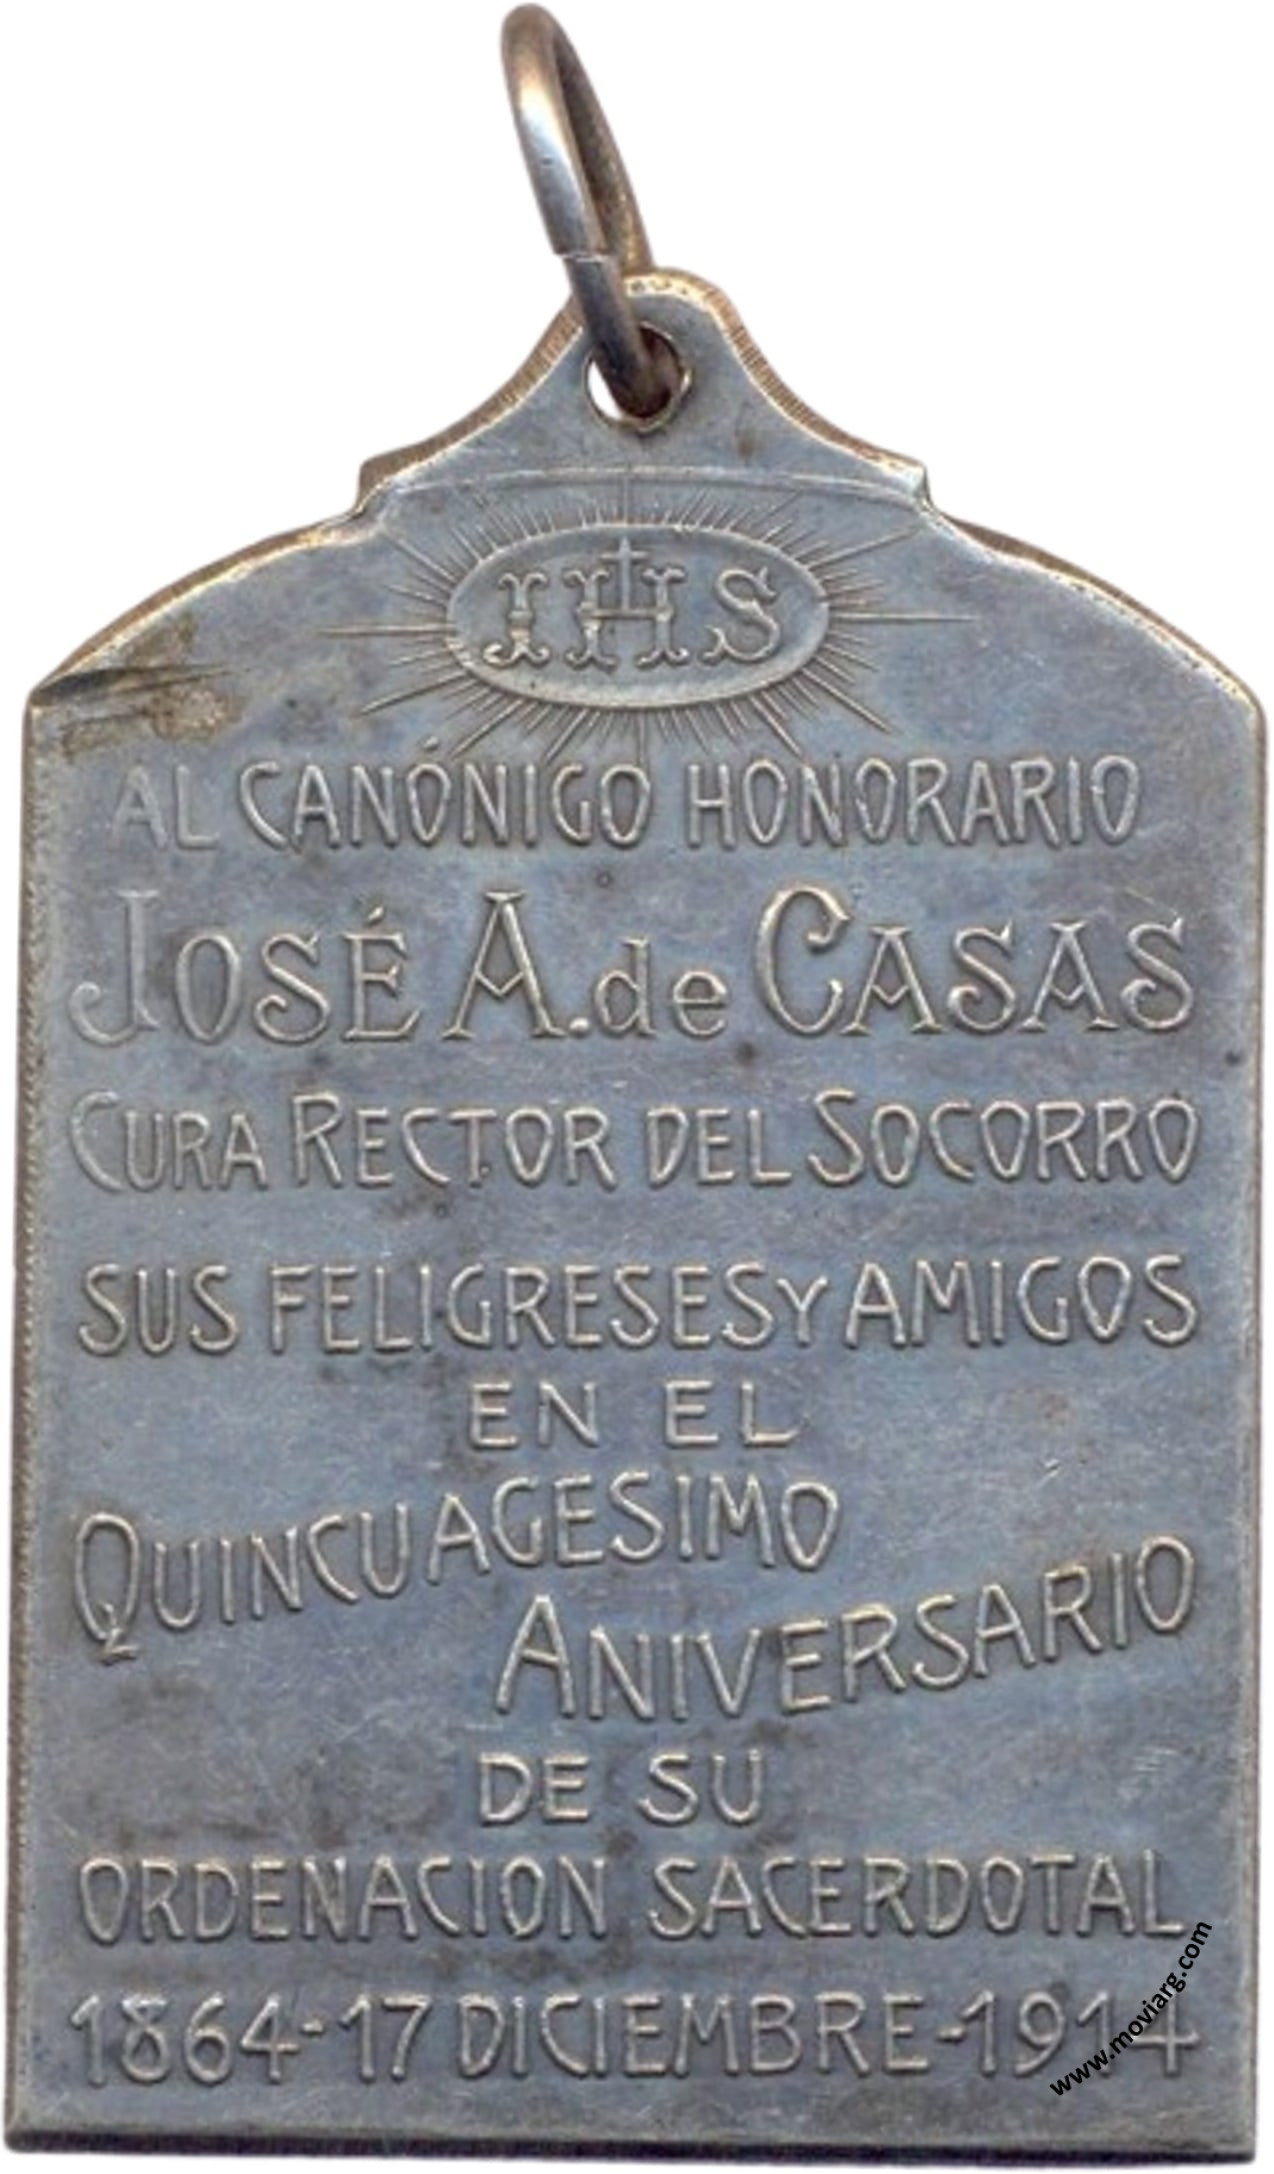 IHS
AL CANÓNIGO HONORARIO
JOSÉ A. de CASAS
CURA RECTOR DEL SOCORRO
SUS FELIGRESES Y AMIGOS
EN EL
QUINCUAGESIMO
ANIVERSARIO
DE SU
ORDENACION SACERDOTAL
1864-17 DICIEMBRE-1914
www.moviarg.com